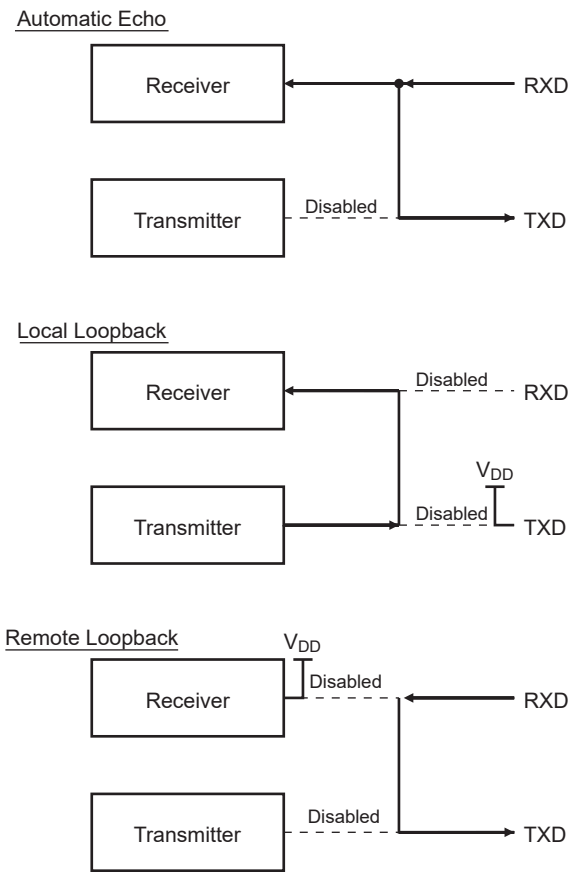 Automatic Echo
Receiver
RXD
Transmitter
Disabled
TXD
Local Loopback
Receiver
Disabled
RXD
VDD
Transmitter
Disabled
TXD
Remote Loopback
VDD
Receiver
Disabled
RXD
Transmitter
Disabled
TXD